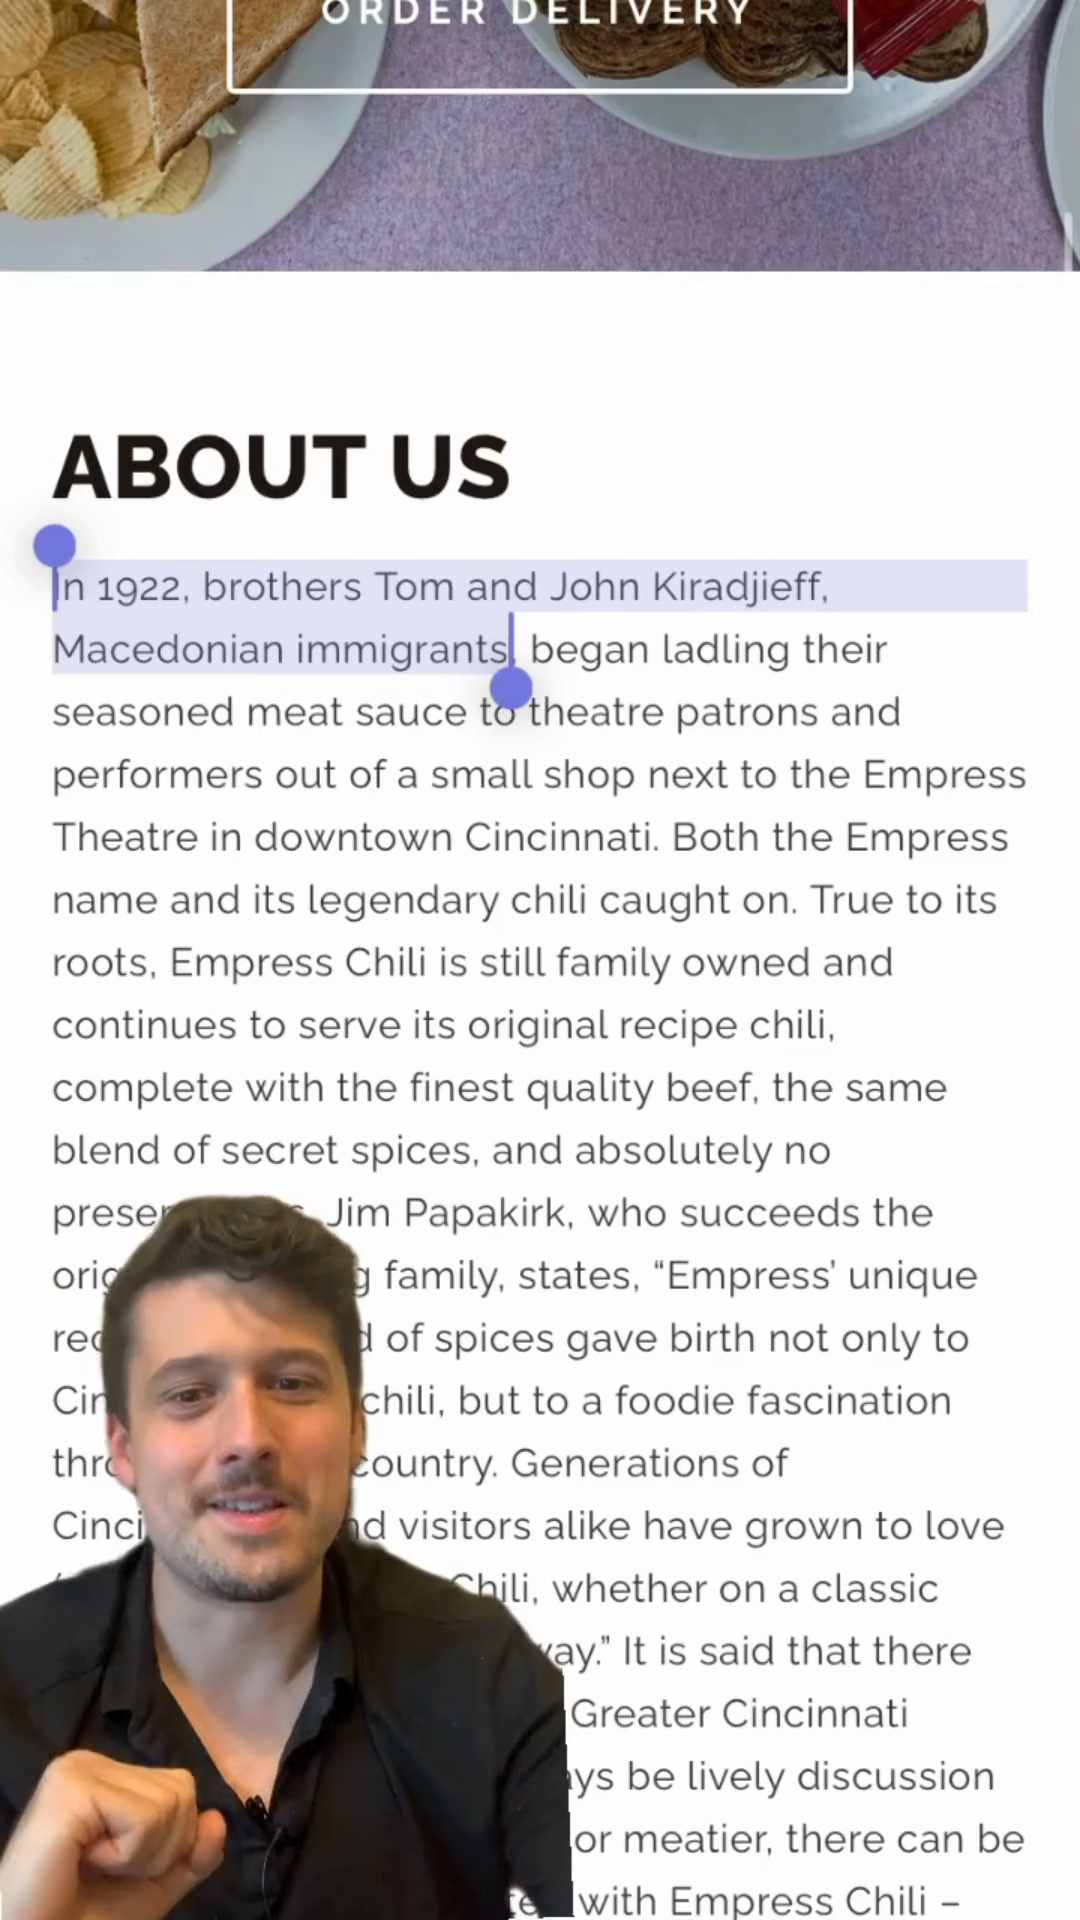 ORDER DELIVERY
ABOUT US
In 1922, brothers Tom and John Kiradjieff,
Macedonian immigrants, began ladling their
seasoned meat sauce to theatre patrons and
performers out of a small shop next to the Empress
Theatre in downtown Cincinnati. Both the Empress
name and its legendary chili caught on. True to its
roots, Empress Chili is still family owned and
continues to serve its original recipe chili,
complete with the finest quality beef, the same
blend of secret spices, and absolutely no
Jim Papakirk, who succeeds the
family, states, “Empress’ unique
of spices gave birth not only to
chili, but to a foodie fascination
country. Generations of
visitors alike have grown to love
Chili, whether on a classic
It is said that there
Greater Cincinnati
be lively discussion
or meatier, there can be
with Empress Chili –